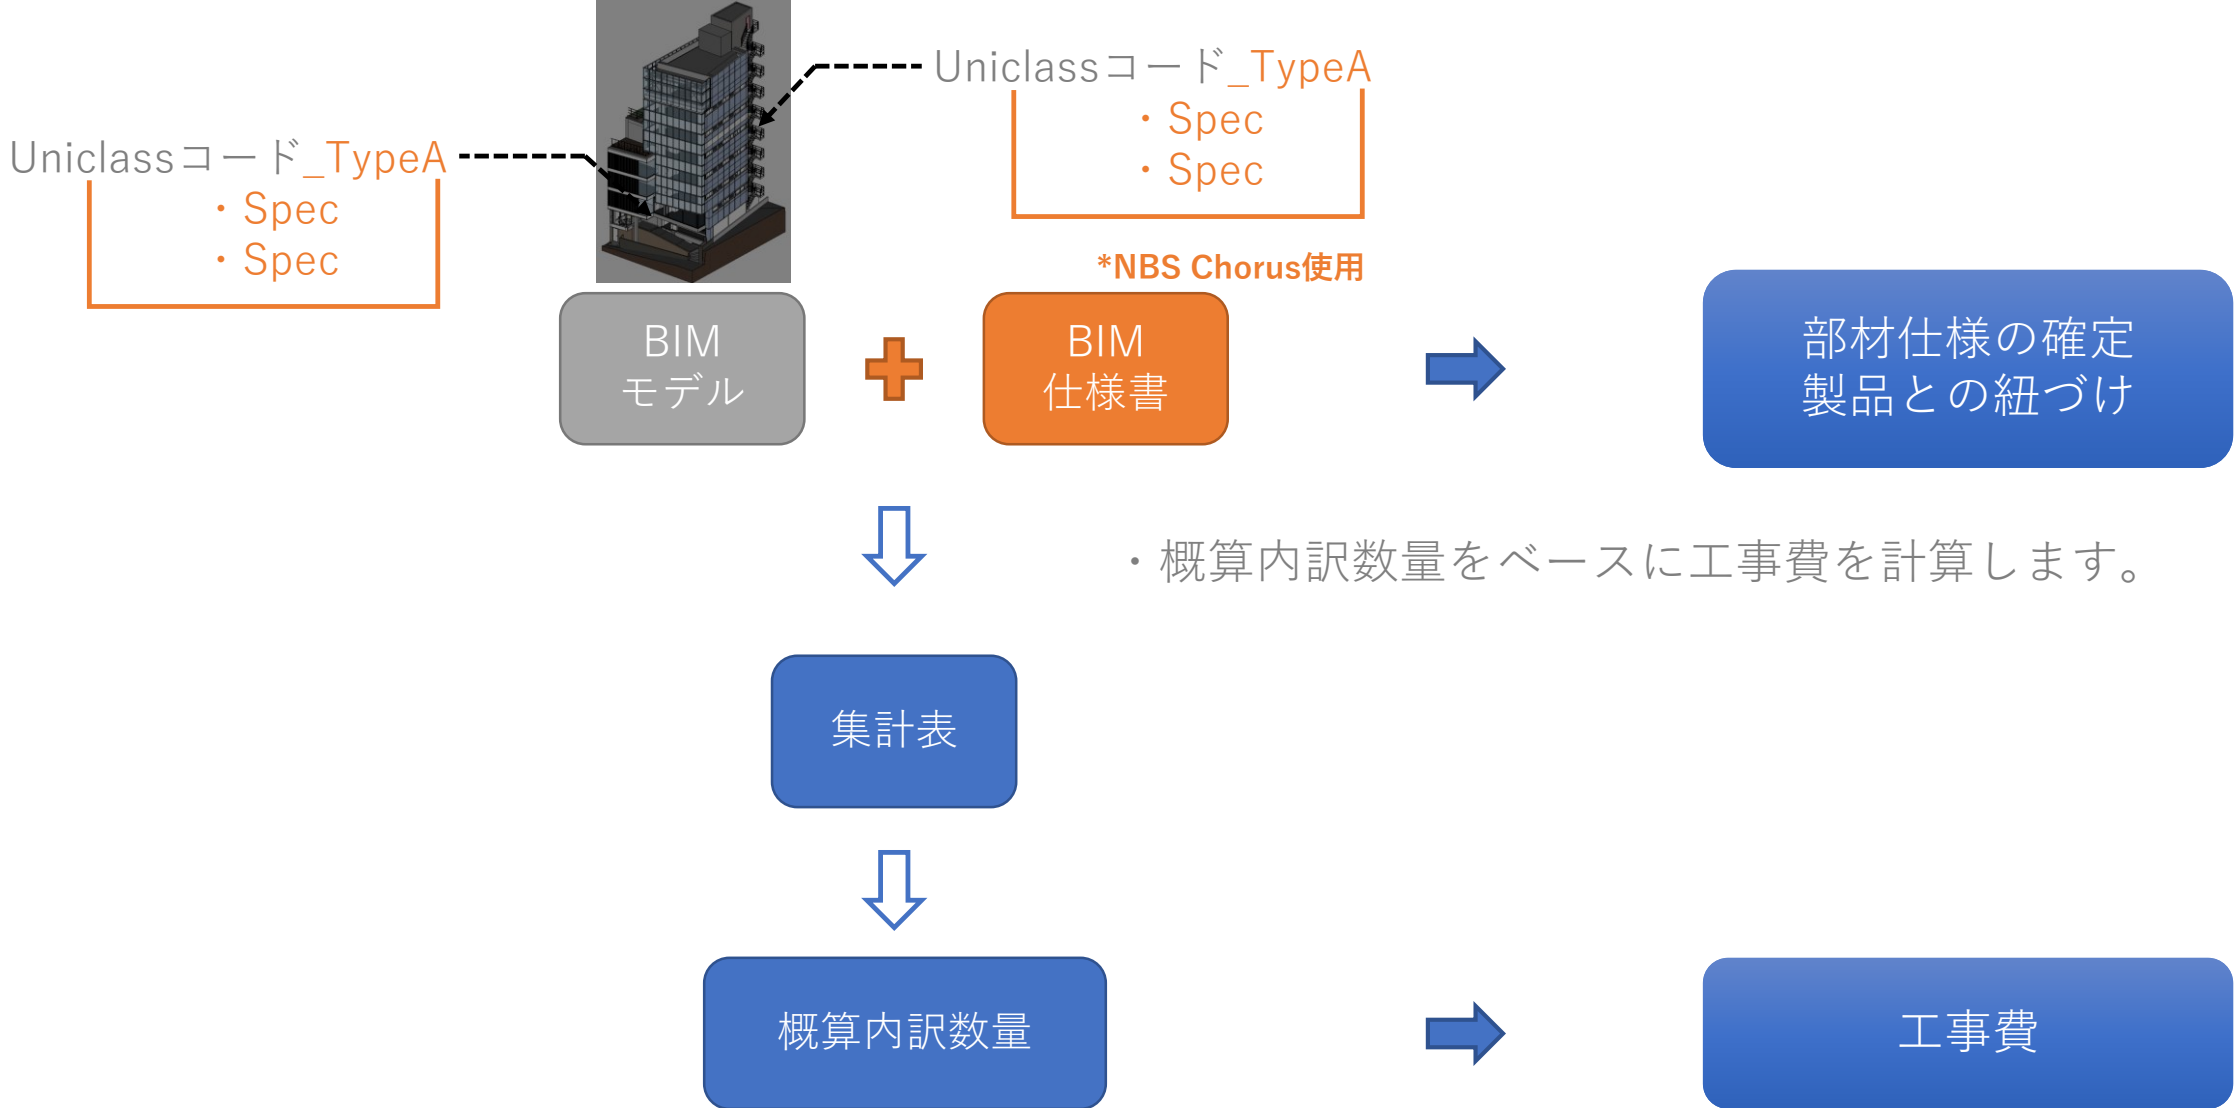 Uniclassコード_TypeA
・Spec
・Spec
Uniclassコード_TypeA
・Spec
・Spec
*NBS Chorus使用
BIM
モデル
BIM
仕様書
部材仕様の確定
製品との紐づけ
・概算内訳数量をベースに工事費を計算します。
集計表
概算内訳数量
工事費